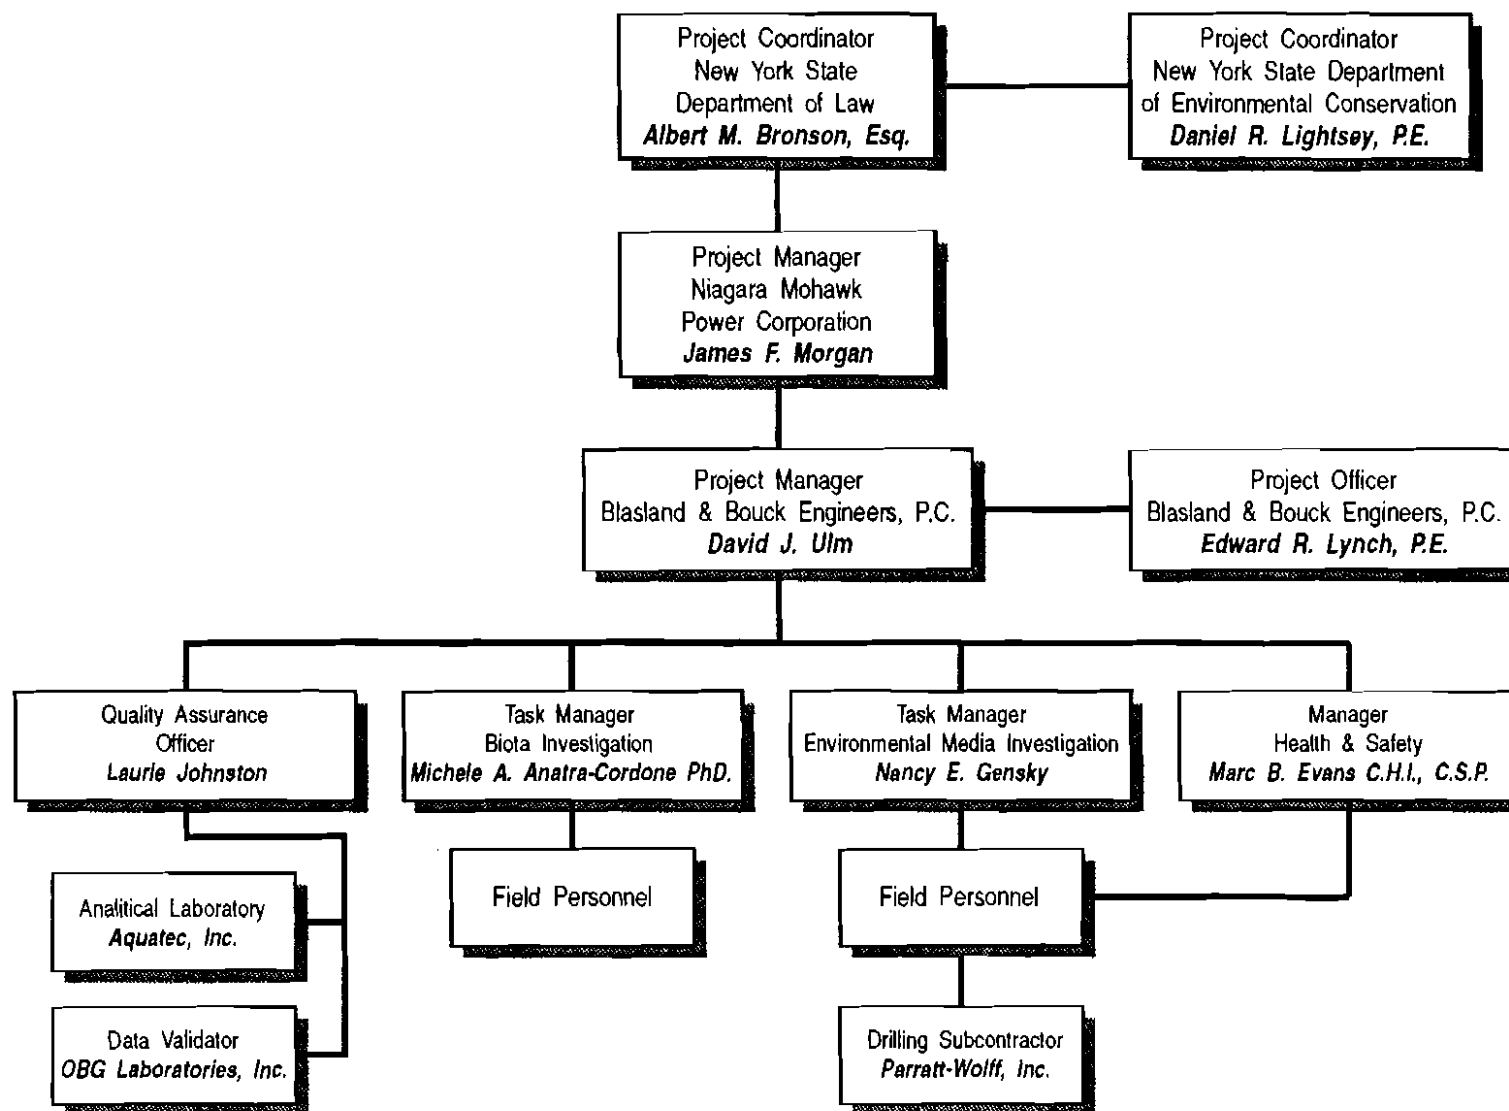 Project Coordinator
New York State
Department of Law
Albert M. Bronson, Esq.
Project Coordinator
New York State Department
of Environmental Conservation
Daniel R. Lightsey, P.E.
Project Manager
Niagara Mohawk
Power Corporation
James F. Morgan
Project Manager
Blasland & Bouck Engineers, P.C.
David J. Ulm
Project Officer
Blasland & Bouck Engineers, P.C.
Edward R. Lynch, P.E.
Quality Assurance
Officer
Laurie Johnston
Task Manager
Biota Investigation
Michele A. Anatra-Cordone PhD.
Task Manager
Environmental Media Investigation
Nancy E. Gensky
Manager
Health & Safety
Marc B. Evans C.H.I., C.S.P.
Analitical Laboratory
Aquatec, Inc.
Field Personnel
Field Personnel
Data Validator
OBG Laboratories, Inc.
Drilling Subcontractor
Parratt-Wolff, Inc.